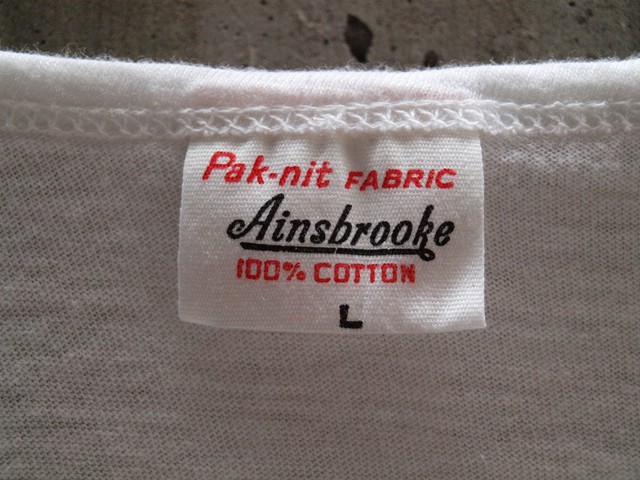 Pak-nit FABRIC
Ainsbrooke
100% COTTON
L